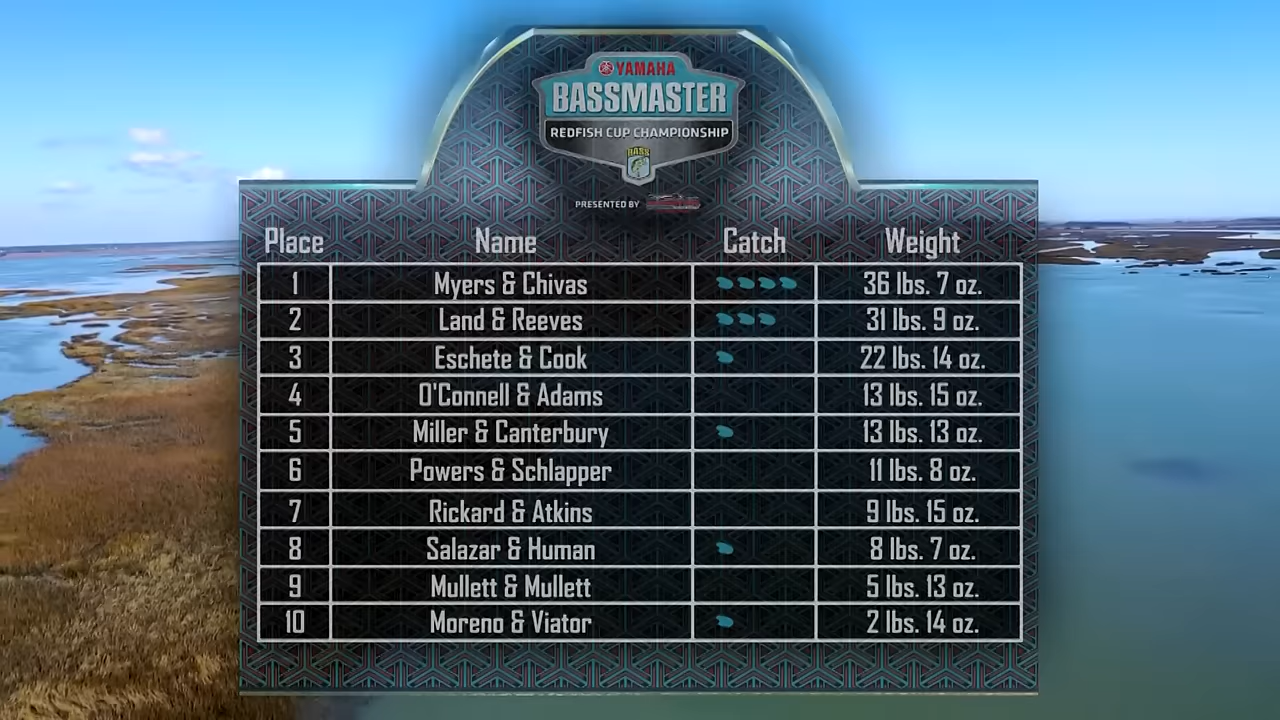 YAMAHA
BASSMASTER
REDFISH CUP CHAMPIONSHIP
BASS
PRESENTED BY
Place Name Catch Weight
1 Myers & Chivas 36 lbs. 7 oz.
2 Land & Reeves 31 lbs. 9 oz.
3 Eschete & Cook 22 lbs. 14 oz.
4 O'Connell & Adams 13 lbs. 15 oz.
5 Miller & Canterbury 13 lbs. 13 oz.
6 Powers & Schlapper 11 lbs. 8 oz.
7 Rickard & Atkins 9 lbs. 15 oz.
8 Salazar & Human 8 lbs. 7 oz.
9 Mullett & Mullett 5 lbs. 13 oz.
10 Moreno & Viator 2 lbs. 14 oz.